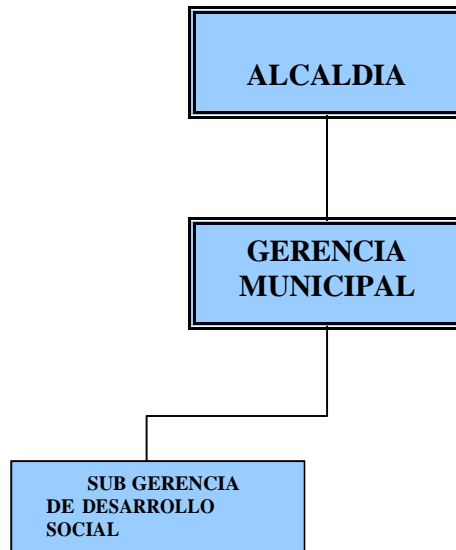 ALCALDIA
GERENCIA
MUNICIPAL
SUB GERENCIA
DE DESARROLLO
SOCIAL